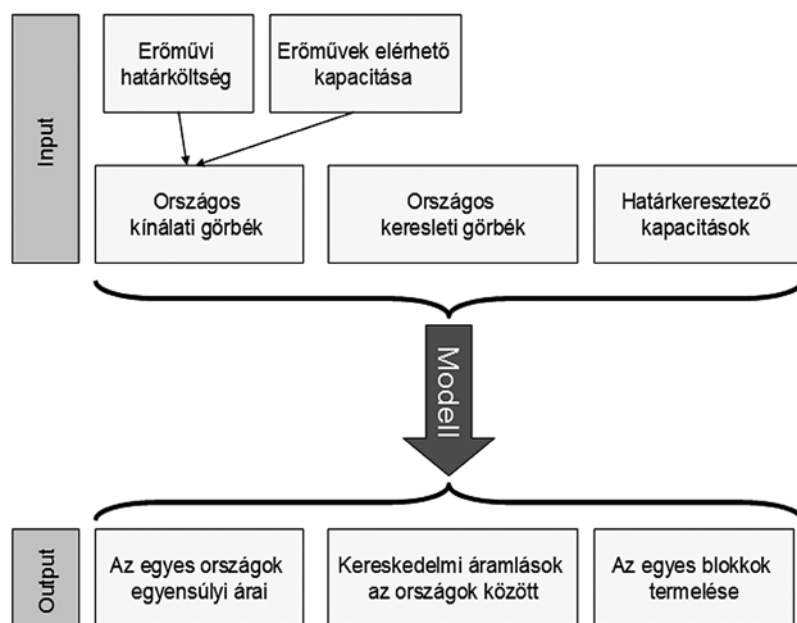 Input
Erőművi
határköltség
Erőművek elérhető
kapacitása
Országos
kínálati görbék
Országos
keresleti görbék
Határkeresztező
kapacitások
Modell
Output
Az egyes országok
egyensúlyi árai
Kereskedelmi áramlások
az országok között
Az egyes blokkok
termelése